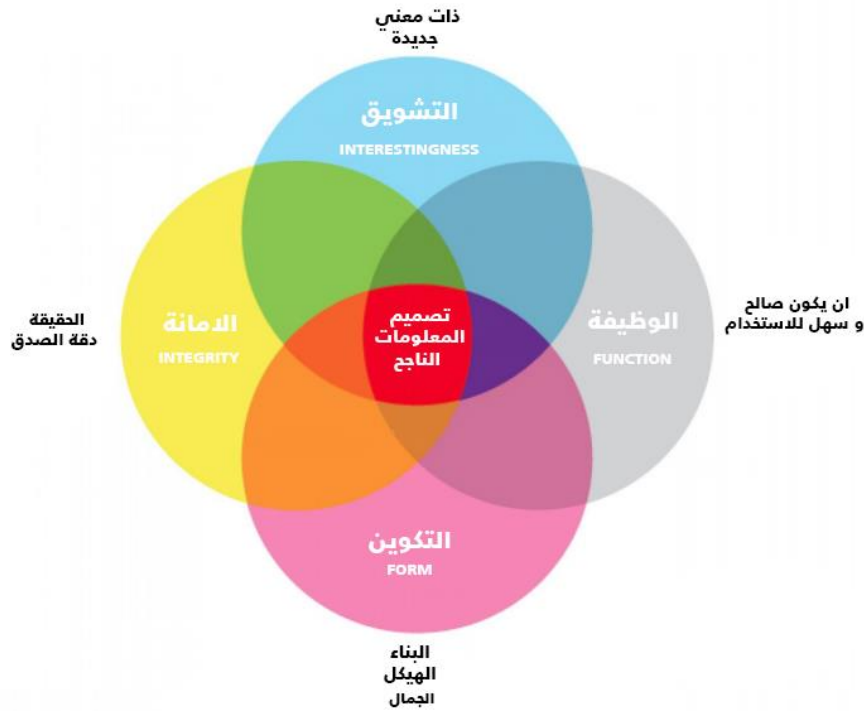 ذات معني
جديدة
التشويق
INTERESTINGNESS
الحقيقة
دقة الصدق
الامانة
INTEGRITY
تصميم
المعلومات
الناجح
الوظيفة
FUNCTION
ان يكون صالح
و سهل للاستخدام
التكوين
FORM
البناء
الهيكل
الجمال